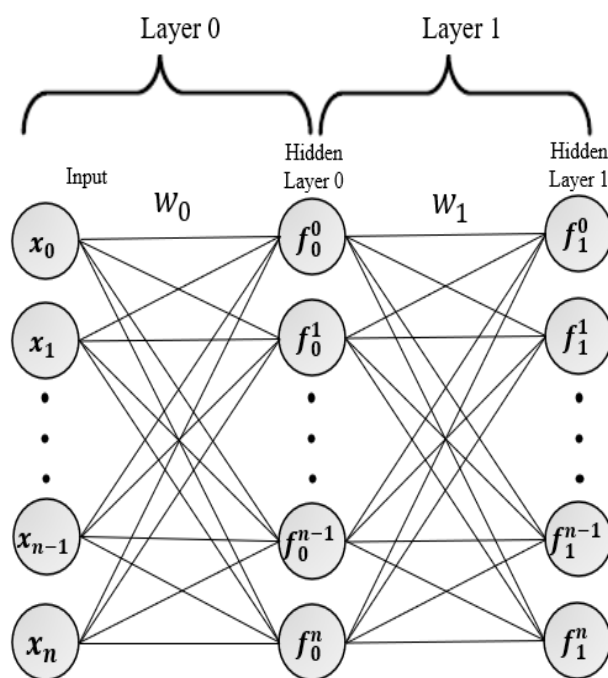 Layer 0 Layer 1
Input Hidden Layer 0 Hidden Layer 1
w₀ w₁
x₀ f₀⁰ f₁⁰
x₁ f₀¹ f₁¹
xₙ₋₁ f₀ⁿ⁻¹ f₁ⁿ⁻¹
xₙ f₀ⁿ f₁ⁿ